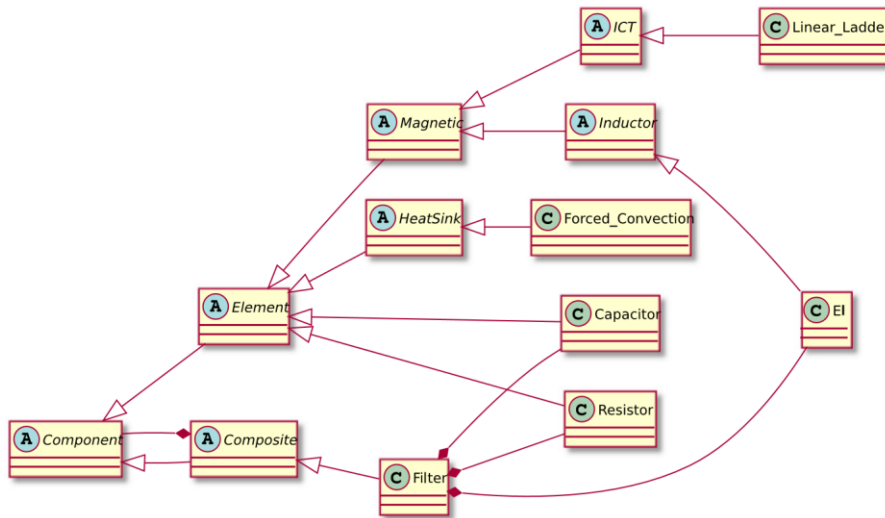 A ICT
C Linear_Ladde
A Magnetic
A Inductor
A HeatSink
C Forced_Convection
A Element
C Capacitor
C EI
C Resistor
A Component
A Composite
C Filter